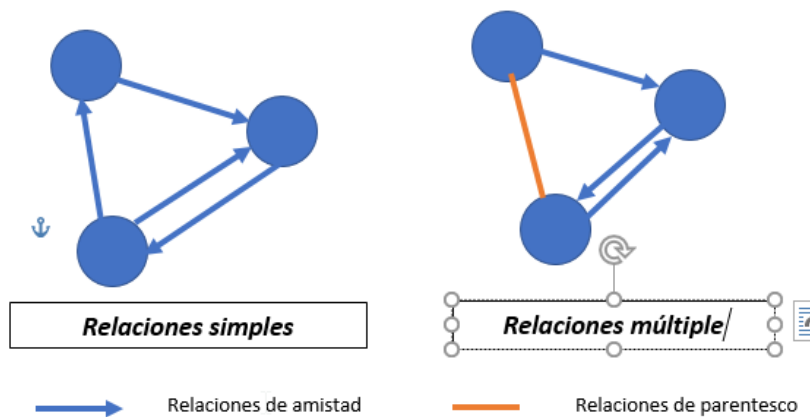 Relaciones simples
Relaciones múltiple
Relaciones de amistad
Relaciones de parentesco